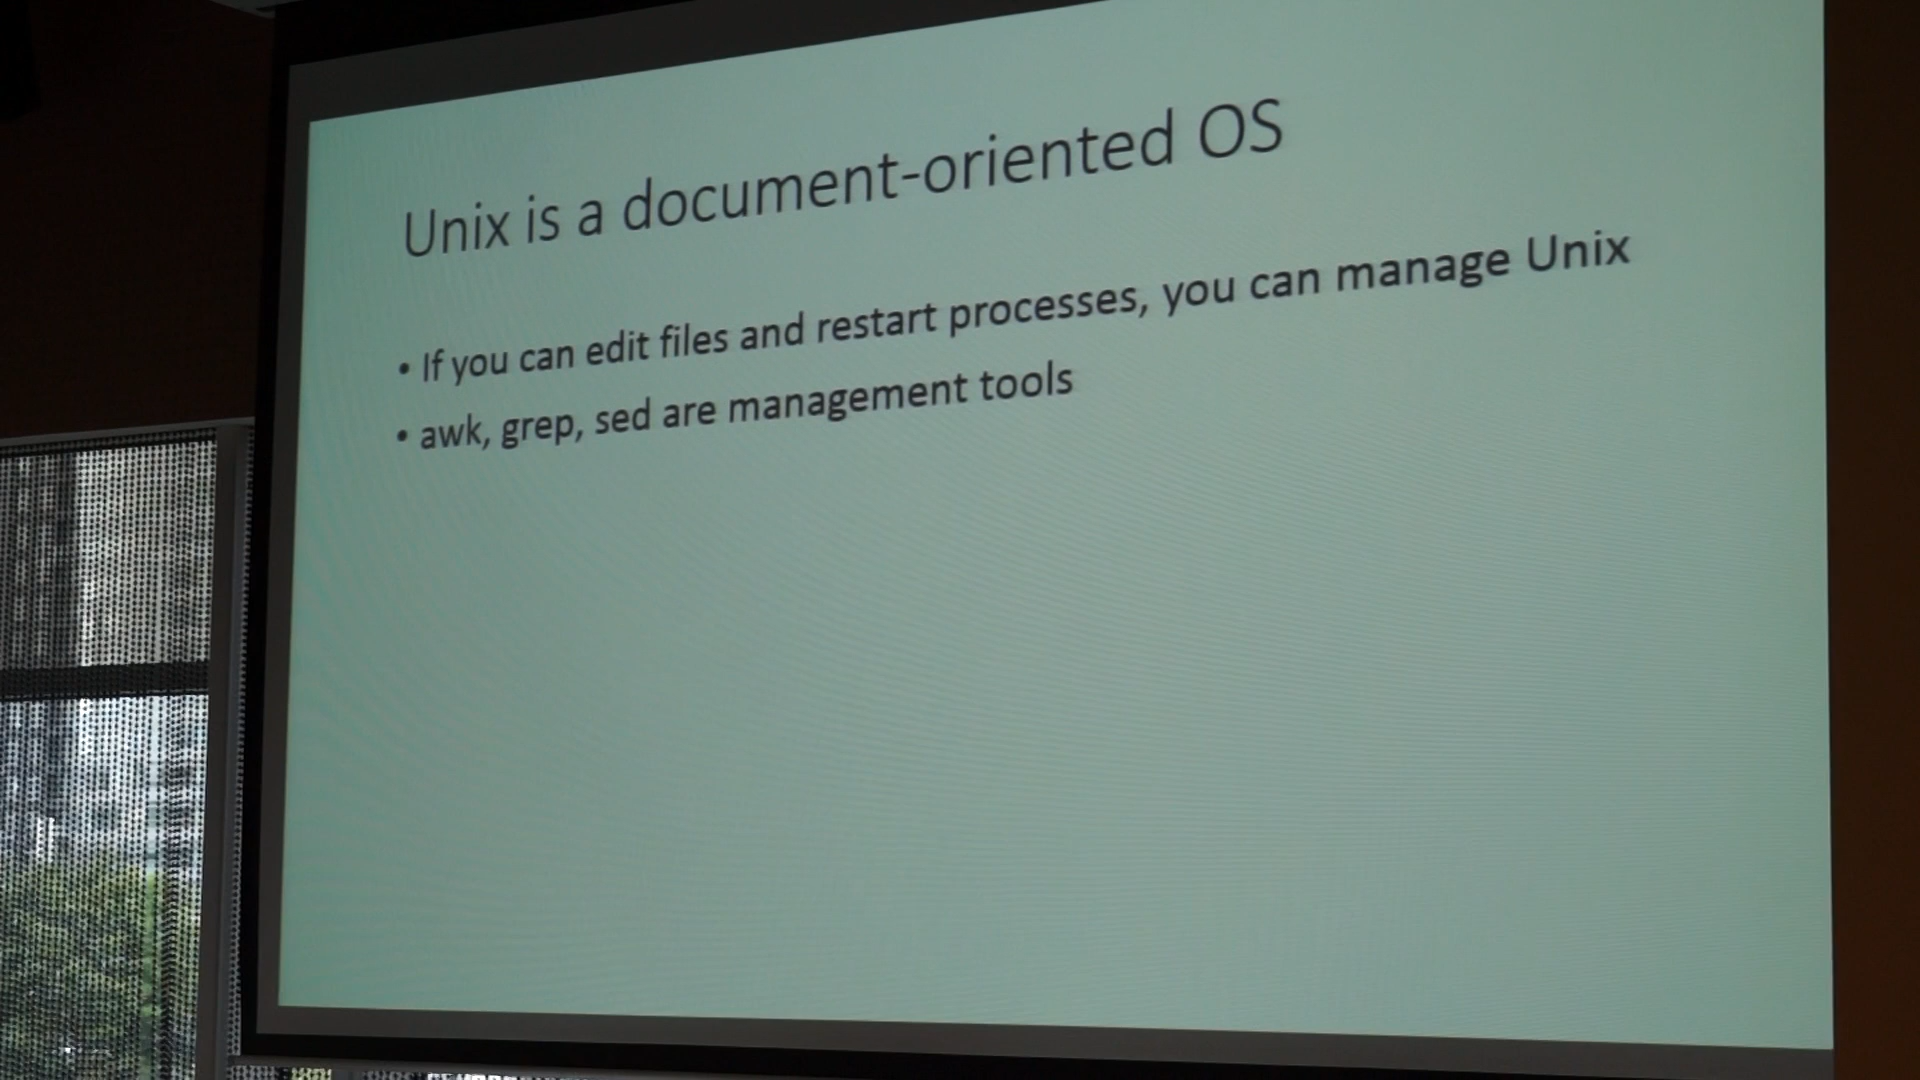 Unix is a document-oriented OS
• If you can edit files and restart processes, you can manage Unix
• awk, grep, sed are management tools